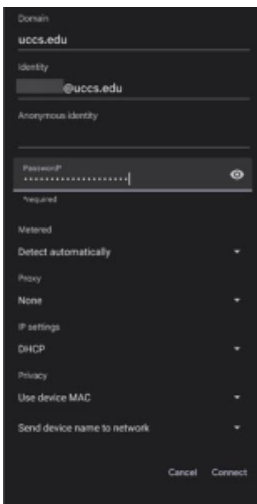 Domain
uccs.edu
Identity
@uccs.edu
Anonymous identity
Password*
*required
Metered
Detect automatically
Proxy
None
IP settings
DHCP
Privacy
Use device MAC
Send device name to network
Cancel Connect